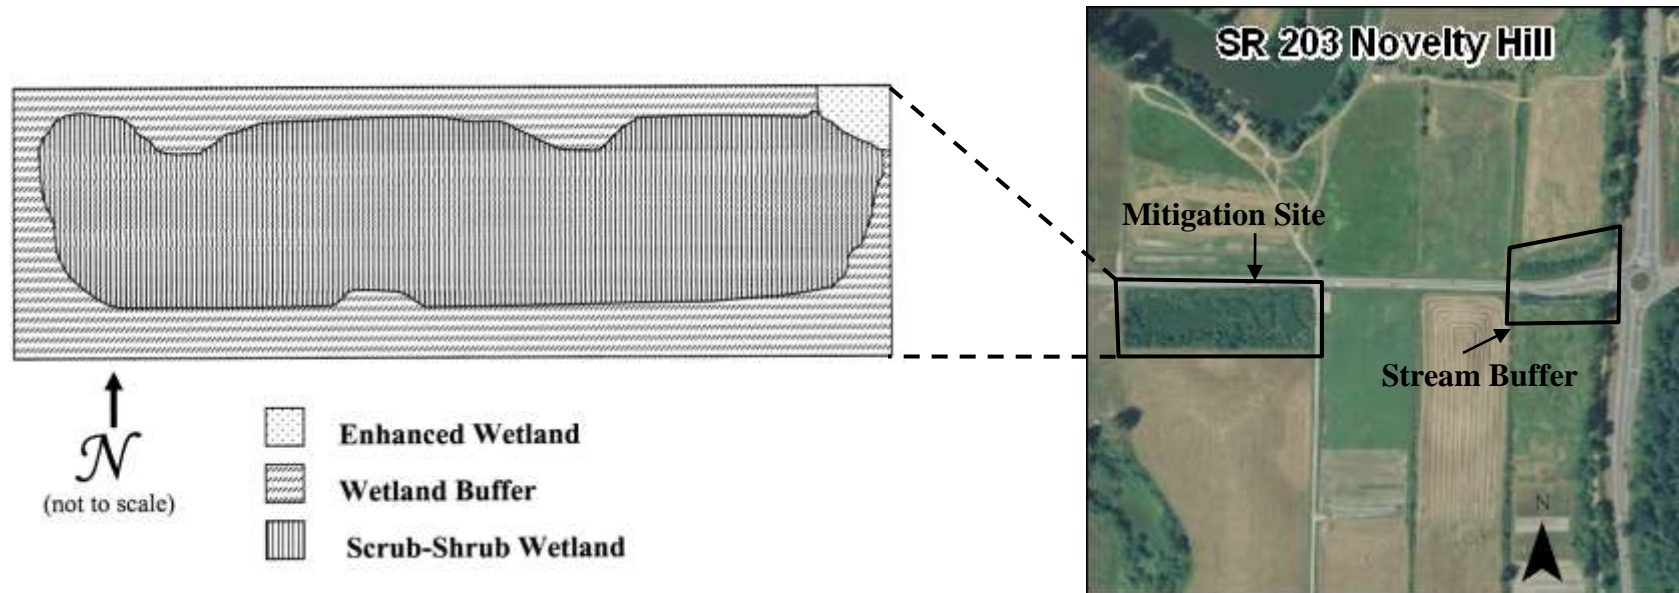 SR 203 Novelty Hill
Mitigation Site
Stream Buffer
N
N
(not to scale)
Enhanced Wetland
Wetland Buffer
Scrub-Shrub Wetland